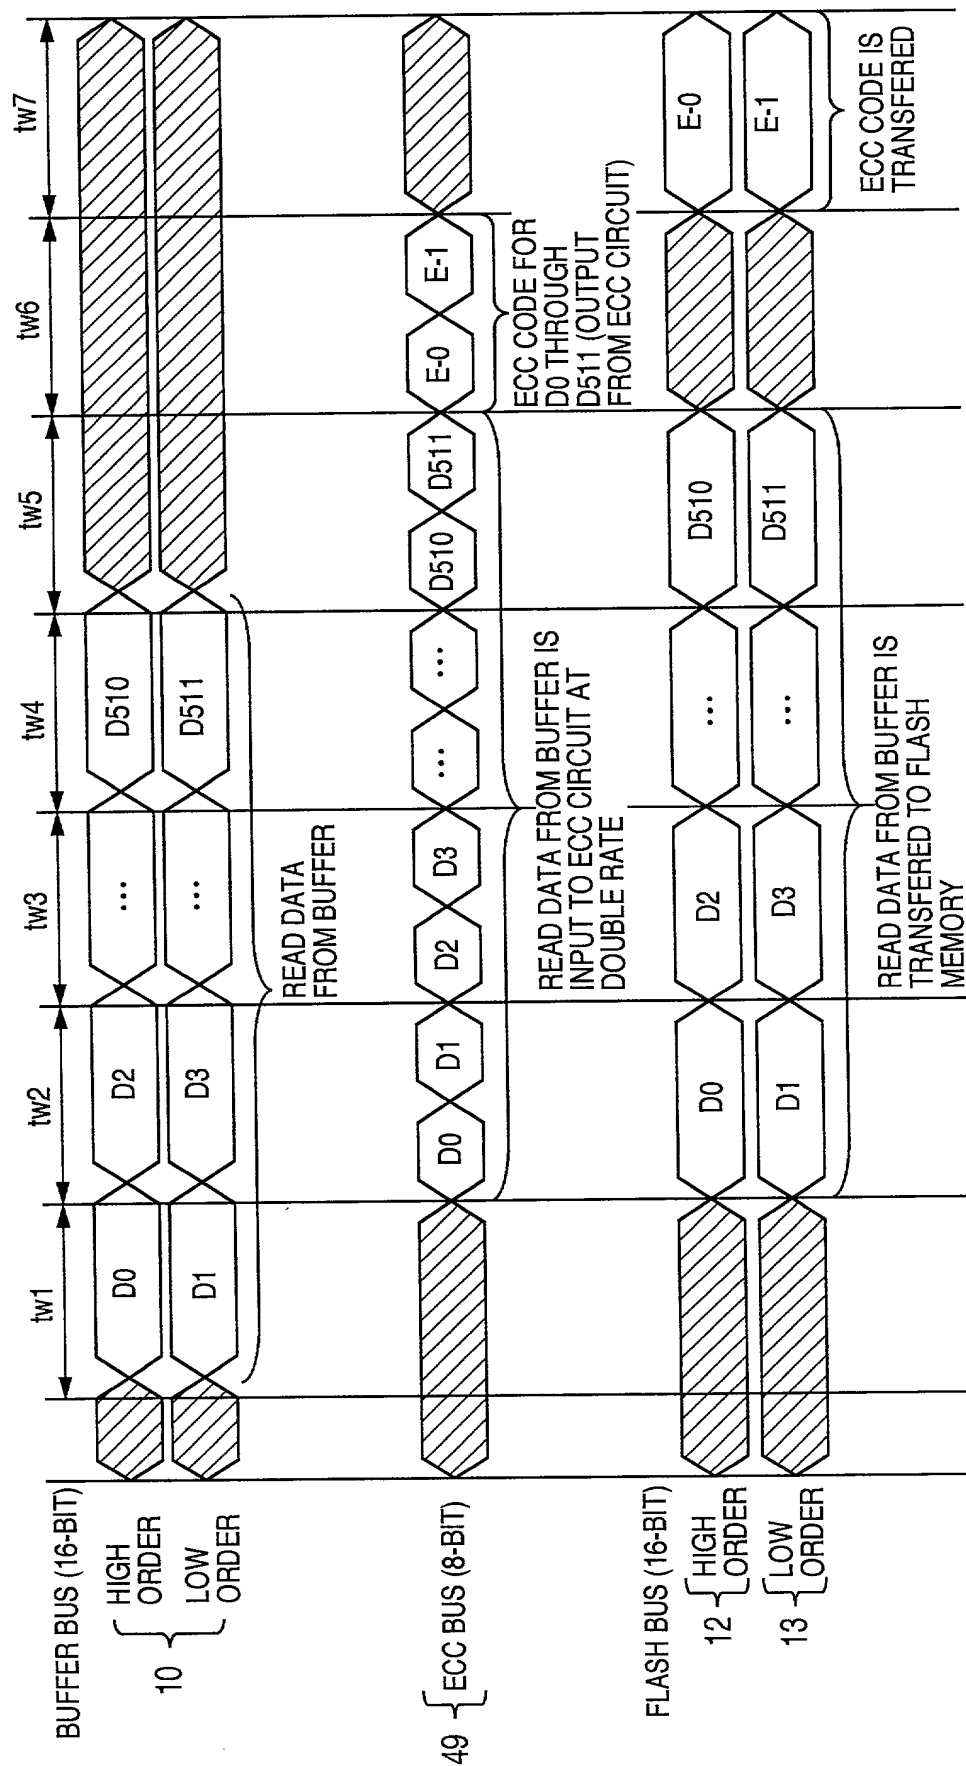 tw1 tw2 tw3 tw4 tw5 tw6 tw7
BUFFER BUS (16-BIT)
10
HIGH
ORDER
D0 D2 ... D510
LOW
ORDER
D1 D3 ... D511
READ DATA
FROM BUFFER
49 ECC BUS (8-BIT)
D0 D1 D2 D3 ... ... D510 D511 E-0 E-1
READ DATA FROM BUFFER IS
INPUT TO ECC CIRCUIT AT
DOUBLE RATE
ECC CODE FOR
D0 THROUGH
D511 (OUTPUT
FROM ECC CIRCUIT)
FLASH BUS (16-BIT)
12
HIGH
ORDER
D0 D2 ... D510 E-0
13
LOW
ORDER
D1 D3 ... D511 E-1
READ DATA FROM BUFFER IS
TRANSFERED TO FLASH
MEMORY
ECC CODE IS
TRANSFERED